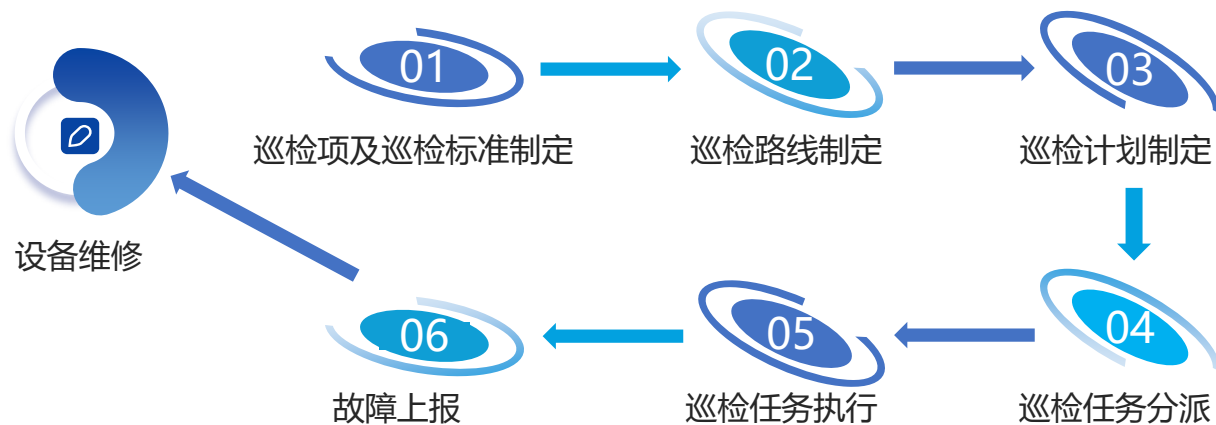 01
巡检项及巡检标准制定
02
巡检路线制定
03
巡检计划制定
04
巡检任务分派
05
巡检任务执行
06
故障上报
设备维修